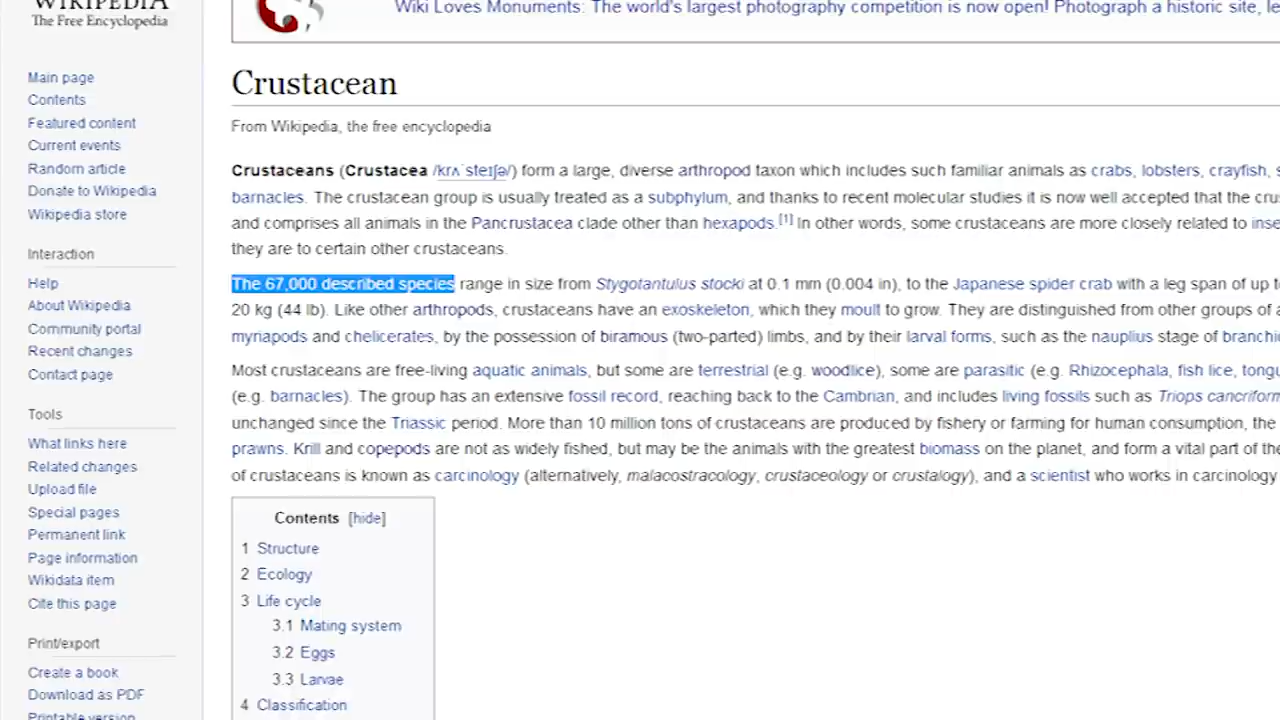 WIKIPEDIA
The Free Encyclopedia
Main page
Contents
Featured content
Current events
Random article
Donate to Wikipedia
Wikipedia store
Interaction
Help
About Wikipedia
Community portal
Recent changes
Contact page
Tools
What links here
Related changes
Upload file
Special pages
Permanent link
Page information
Wikidata item
Cite this page
Print/export
Create a book
Download as PDF
Printable version
Wiki Loves Monuments: The world's largest photography competition is now open! Photograph a historic site, le
Crustacean
From Wikipedia, the free encyclopedia
Crustaceans (Crustacea /krʌˈsteɪʃə/) form a large, diverse arthropod taxon which includes such familiar animals as crabs, lobsters, crayfish, s
barnacles. The crustacean group is usually treated as a subphylum, and thanks to recent molecular studies it is now well accepted that the cru
and comprises all animals in the Pancrustacea clade other than hexapods.[1] In other words, some crustaceans are more closely related to inse
they are to certain other crustaceans.
The 67,000 described species range in size from Stygotantulus stocki at 0.1 mm (0.004 in), to the Japanese spider crab with a leg span of up t
20 kg (44 lb). Like other arthropods, crustaceans have an exoskeleton, which they moult to grow. They are distinguished from other groups of a
myriapods and chelicerates, by the possession of biramous (two-parted) limbs, and by their larval forms, such as the nauplius stage of branchi
Most crustaceans are free-living aquatic animals, but some are terrestrial (e.g. woodlice), some are parasitic (e.g. Rhizocephala, fish lice, tongu
(e.g. barnacles). The group has an extensive fossil record, reaching back to the Cambrian, and includes living fossils such as Triops cancriform
unchanged since the Triassic period. More than 10 million tons of crustaceans are produced by fishery or farming for human consumption, the
prawns. Krill and copepods are not as widely fished, but may be the animals with the greatest biomass on the planet, and form a vital part of the
of crustaceans is known as carcinology (alternatively, malacostracology, crustaceology or crustalogy), and a scientist who works in carcinology
Contents [hide]
1 Structure
2 Ecology
3 Life cycle
3.1 Mating system
3.2 Eggs
3.3 Larvae
4 Classification